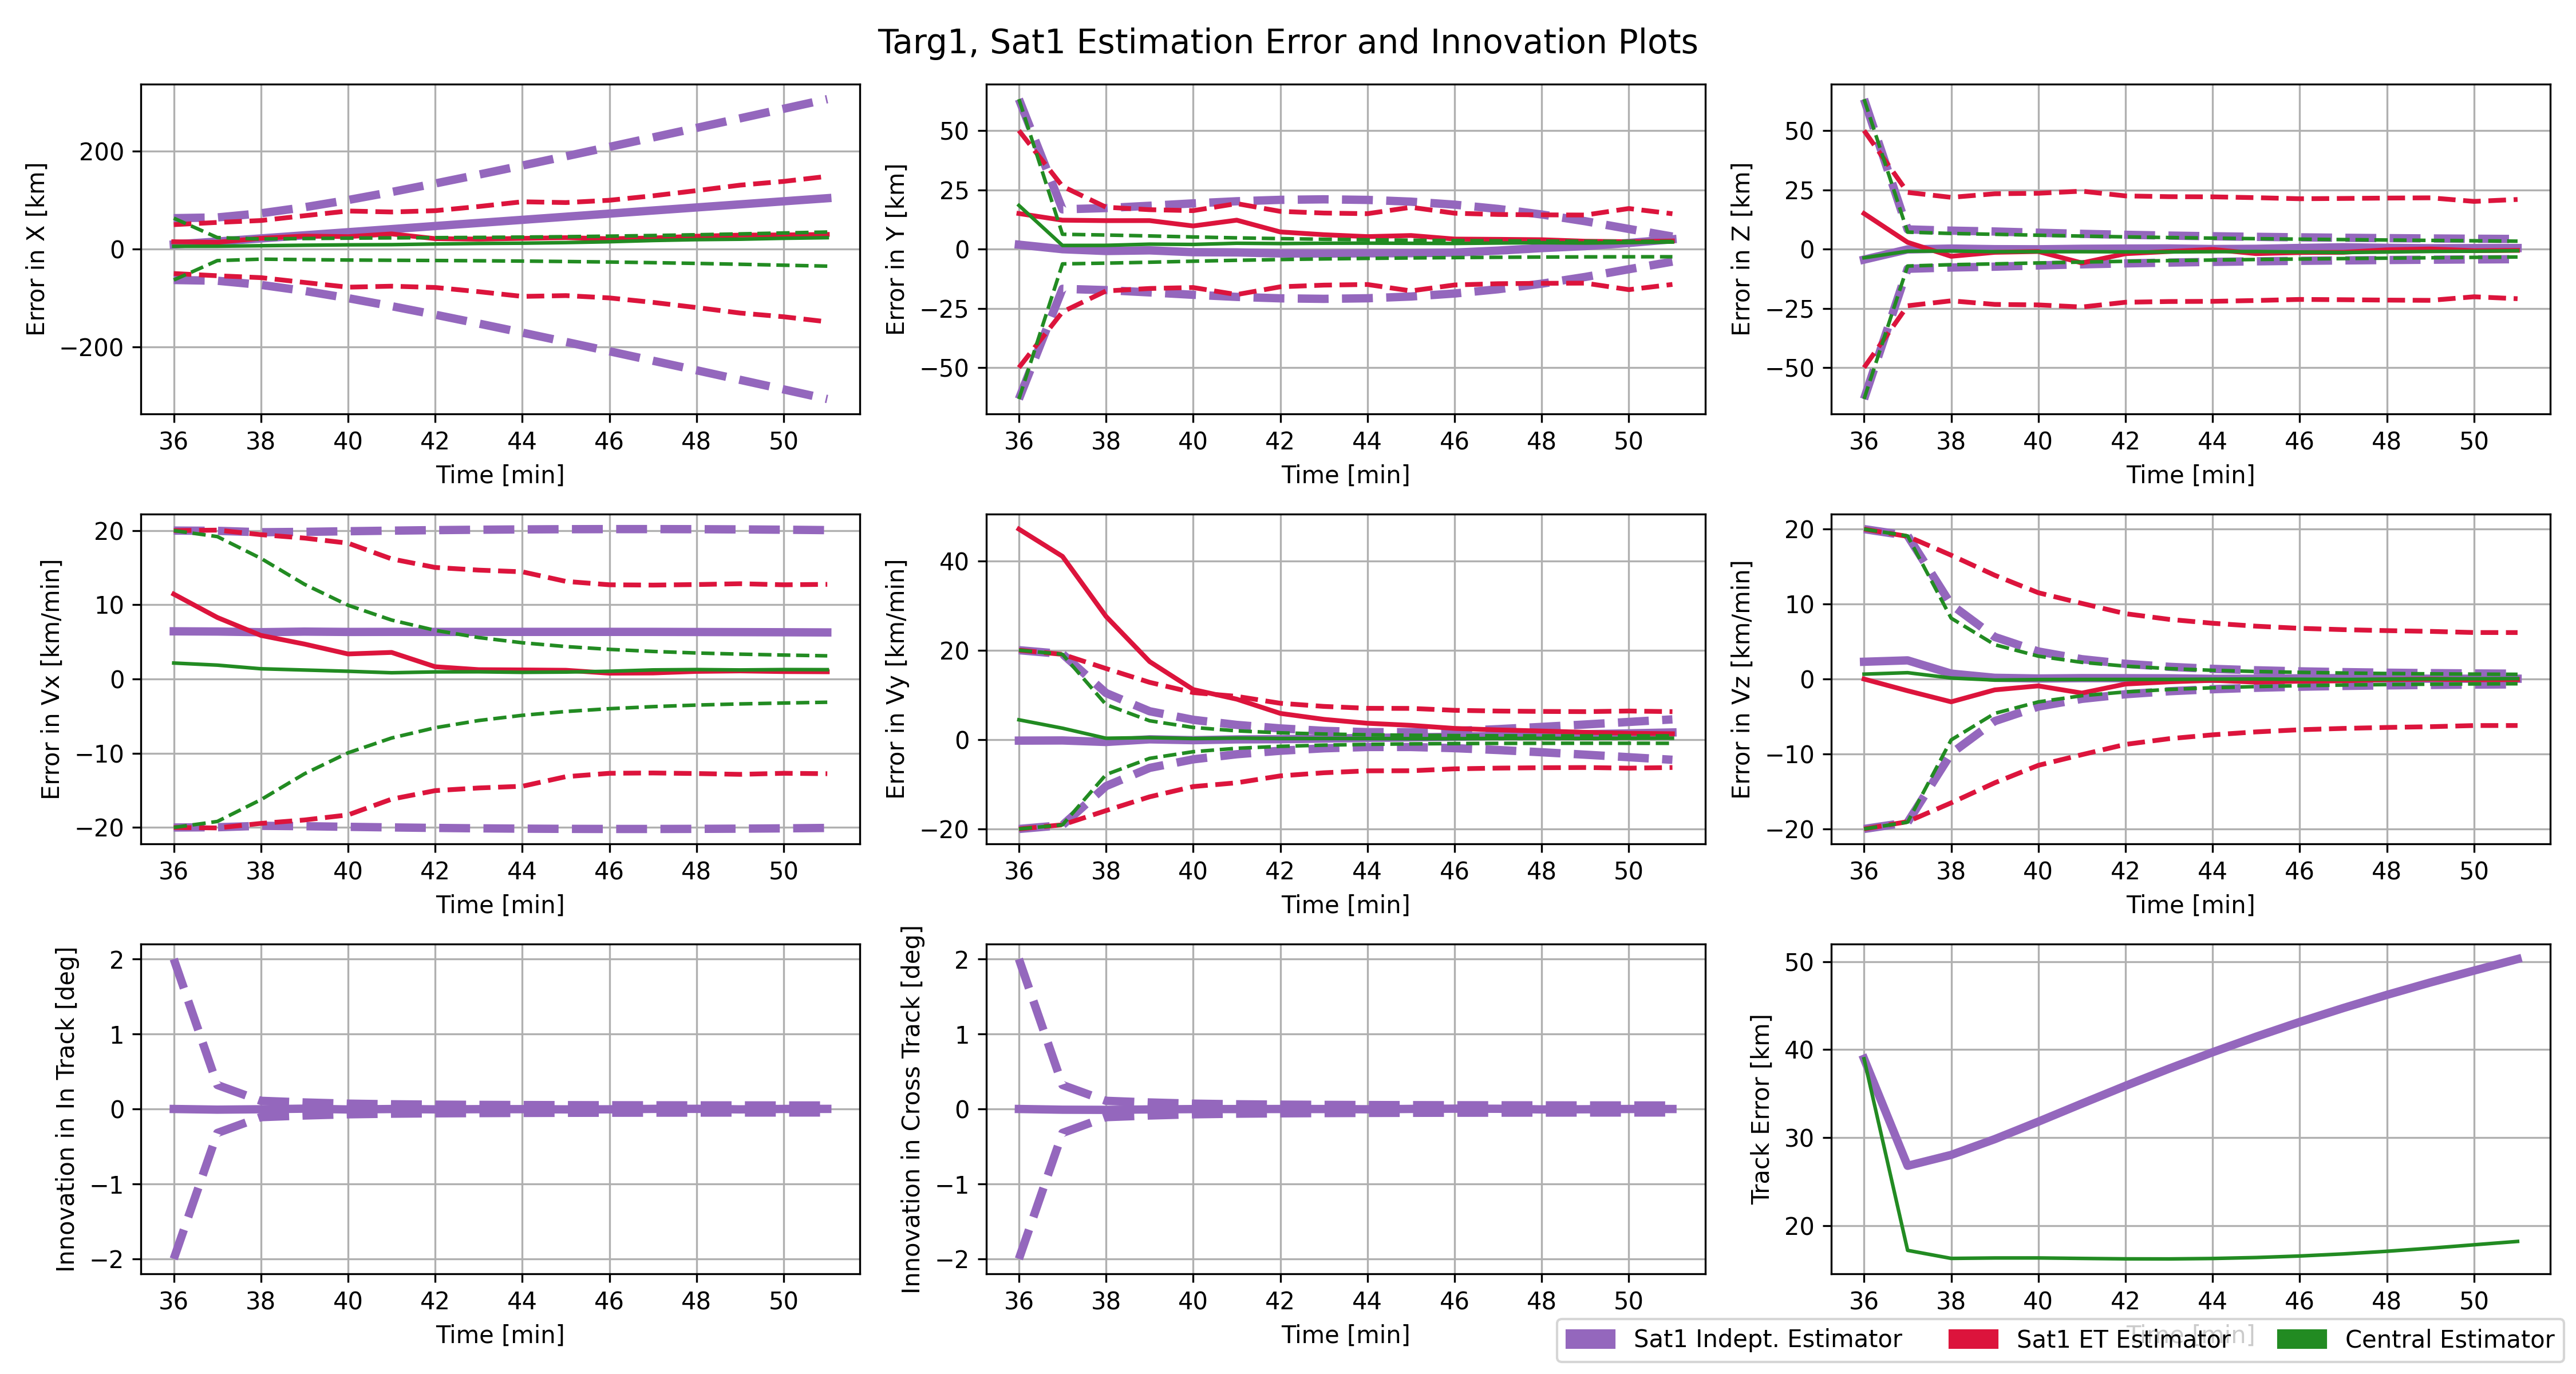 Targ1, Sat1 Estimation Error and Innovation Plots
Error in X [km]
200
0
−200
36 38 40 42 44 46 48 50
Time [min]
Error in Y [km]
50
25
0
−25
−50
36 38 40 42 44 46 48 50
Time [min]
Error in Z [km]
50
25
0
−25
−50
36 38 40 42 44 46 48 50
Time [min]
Error in Vx [km/min]
20
10
0
−10
−20
36 38 40 42 44 46 48 50
Time [min]
Error in Vy [km/min]
40
20
0
−20
36 38 40 42 44 46 48 50
Time [min]
Error in Vz [km/min]
20
10
0
−10
−20
36 38 40 42 44 46 48 50
Time [min]
Innovation in In Track [deg]
2
1
0
−1
−2
36 38 40 42 44 46 48 50
Time [min]
Innovation in Cross Track [deg]
2
1
0
−1
−2
36 38 40 42 44 46 48 50
Time [min]
Track Error [km]
50
40
30
20
36 38 40 42 44 46 48 50
Time [min]
Sat1 Indept. Estimator
Sat1 ET Estimator
Central Estimator